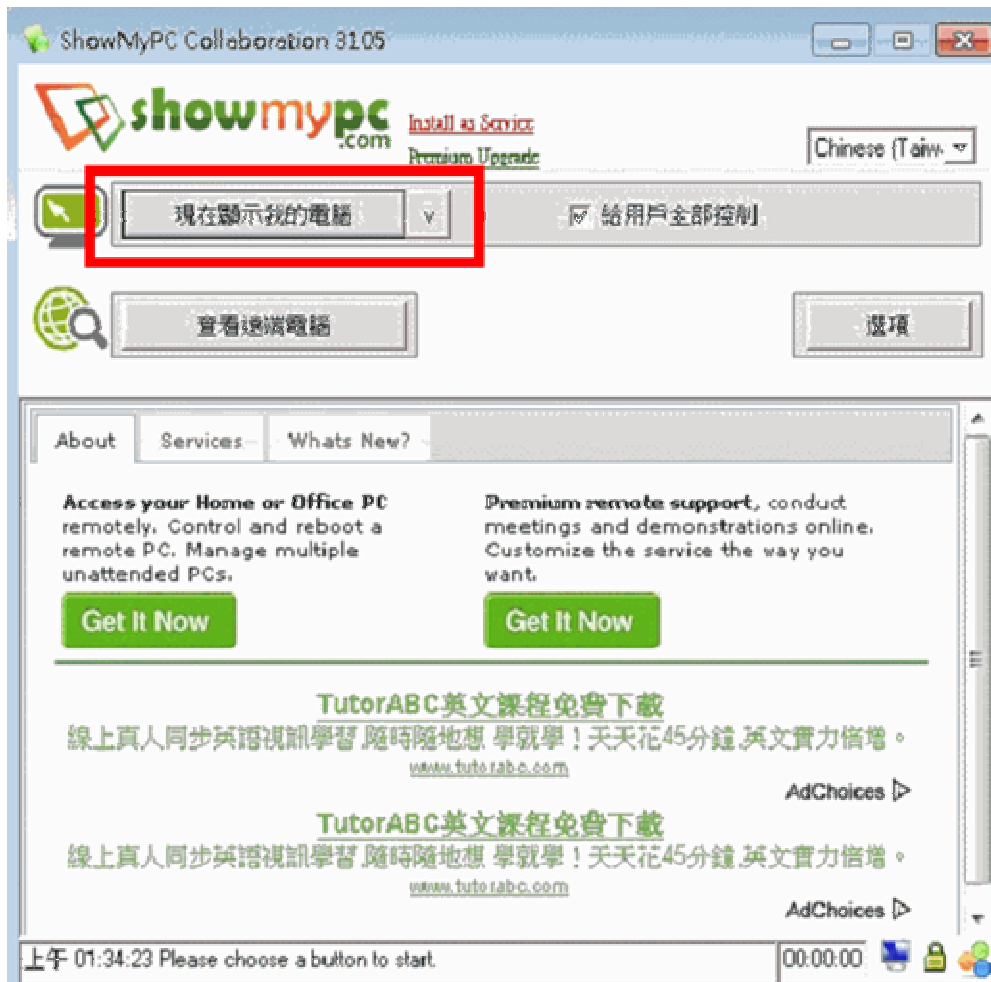 ShowMyPC Collaboration 3105
showmypc
.com
Install as Service
Premium Upgrade
Chinese (Taiw
現在顯示我的電腦
v
給用戶全部控制
查看遠端電腦
選項
About
Services
Whats New?
Access your Home or Office PC
remotely. Control and reboot a
remote PC. Manage multiple
unattended PCs.
Get It Now
Premium remote support, conduct
meetings and demonstrations online.
Customize the service the way you
want.
Get It Now
TutorABC英文課程免費下載
線上真人同步英語視訊學習,隨時隨地想 學就學！天天花45分鐘,英文實力倍增。
www.tutorabc.com
AdChoices
TutorABC英文課程免費下載
線上真人同步英語視訊學習,隨時隨地想 學就學！天天花45分鐘,英文實力倍增。
www.tutorabc.com
AdChoices
上午 01:34:23 Please choose a button to start.
00:00:00